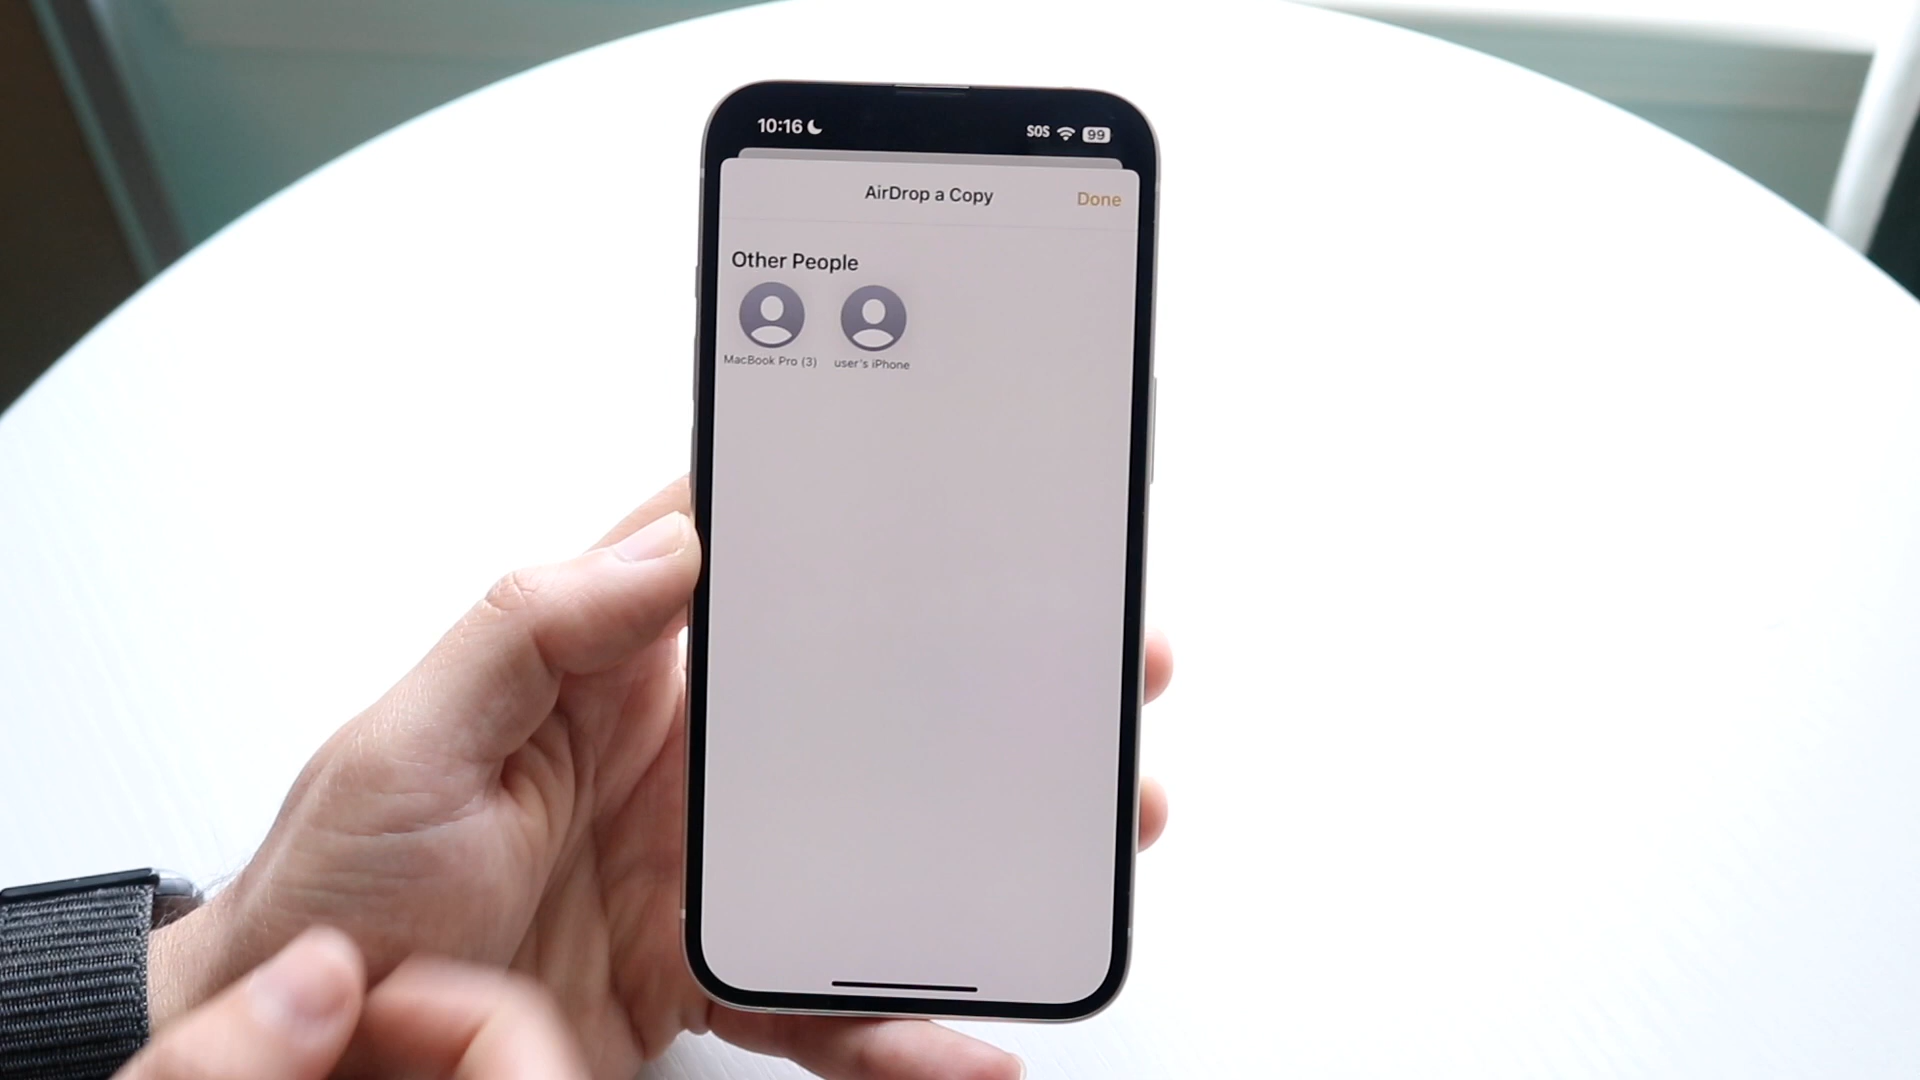 10:16
SOS 99
AirDrop a Copy
Done
Other People
MacBook Pro (3)
user's iPhone